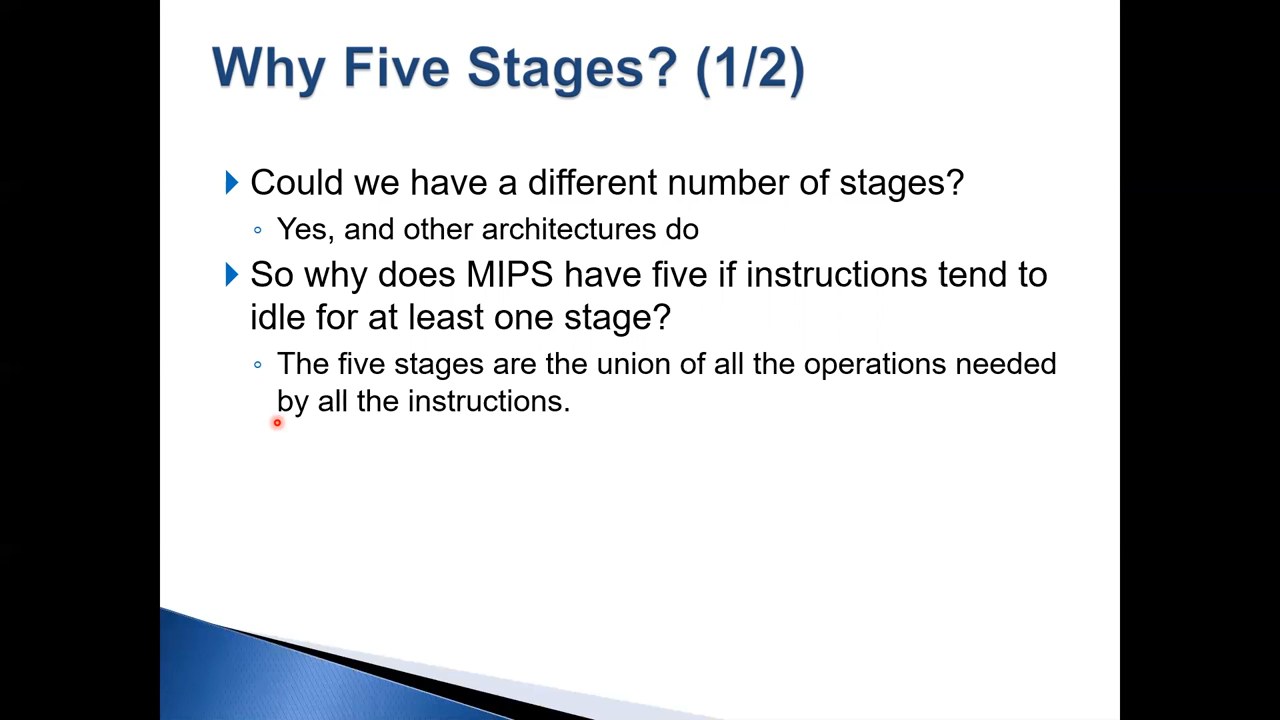 Why Five Stages? (1/2)
Could we have a different number of stages?
Yes, and other architectures do
So why does MIPS have five if instructions tend to
idle for at least one stage?
The five stages are the union of all the operations needed
by all the instructions.